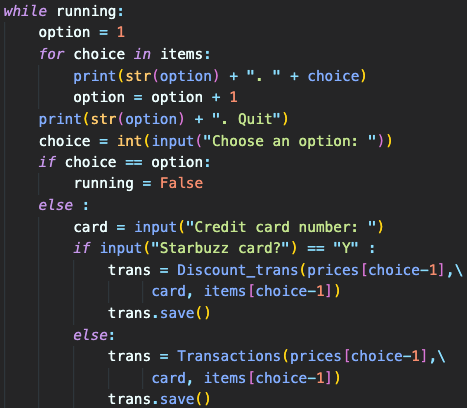 while running:
    option = 1
    for choice in items:
        print(str(option) + ". " + choice)
        option = option + 1
    print(str(option) + ". Quit")
    choice = int(input("Choose an option: "))
    if choice == option:
        running = False
    else :
        card = input("Credit card number: ")
        if input("Starbuzz card?") == "Y" :
            trans = Discount_trans(prices[choice-1],\
                 card, items[choice-1])
            trans.save()
        else:
            trans = Transactions(prices[choice-1],\
                 card, items[choice-1])
            trans.save()